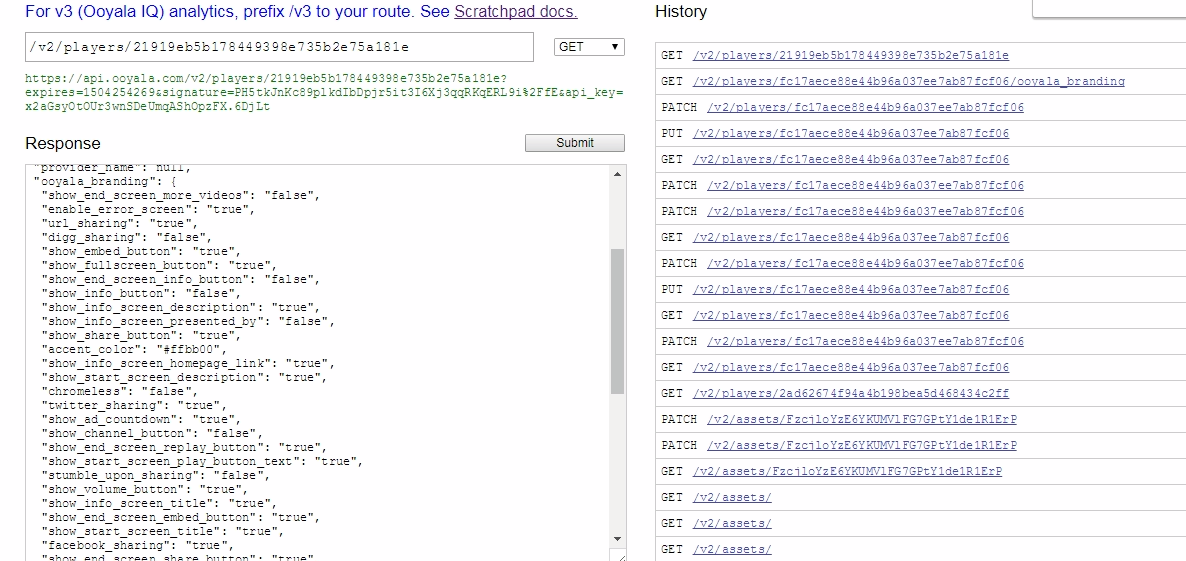 For v3 (Ooyala IQ) analytics, prefix /v3 to your route. See Scratchpad docs.
/v2/players/21919eb5b178449398e735b2e75a181e
GET
https://api.ooyala.com/v2/players/21919eb5b178449398e735b2e75a181e?
expires=1504254269&signature=PH5tkJnKc89plkdIbDpjr5it3I6Xj3qqRKqERL9i%2FfE&api_key=
x2aGsyOtOUr3wnSDeUmqAShOpzFX.6DjLt
Response
Submit
"provider_name": null,
"ooyala_branding": {
"show_end_screen_more_videos": "false",
"enable_error_screen": "true",
"url_sharing": "true",
"digg_sharing": "false",
"show_embed_button": "true",
"show_fullscreen_button": "true",
"show_end_screen_info_button": "false",
"show_info_button": "false",
"show_info_screen_description": "true",
"show_info_screen_presented_by": "false",
"show_share_button": "true",
"accent_color": "#ffbb00",
"show_info_screen_homepage_link": "true",
"show_start_screen_description": "true",
"chromeless": "false",
"twitter_sharing": "true",
"show_ad_countdown": "true",
"show_channel_button": "false",
"show_end_screen_replay_button": "true",
"show_start_screen_play_button_text": "true",
"stumble_upon_sharing": "false",
"show_volume_button": "true",
"show_info_screen_title": "true",
"show_end_screen_embed_button": "true",
"show_start_screen_title": "true",
"facebook_sharing": "true",
"show_end_screen_share_button": "true",
History
GET /v2/players/21919eb5b178449398e735b2e75a181e
GET /v2/players/fc17aece88e44b96a037ee7ab87fcf06/ooyala_branding
PATCH /v2/players/fc17aece88e44b96a037ee7ab87fcf06
PUT /v2/players/fc17aece88e44b96a037ee7ab87fcf06
GET /v2/players/fc17aece88e44b96a037ee7ab87fcf06
PATCH /v2/players/fc17aece88e44b96a037ee7ab87fcf06
PATCH /v2/players/fc17aece88e44b96a037ee7ab87fcf06
GET /v2/players/fc17aece88e44b96a037ee7ab87fcf06
PATCH /v2/players/fc17aece88e44b96a037ee7ab87fcf06
PUT /v2/players/fc17aece88e44b96a037ee7ab87fcf06
GET /v2/players/fc17aece88e44b96a037ee7ab87fcf06
PATCH /v2/players/fc17aece88e44b96a037ee7ab87fcf06
GET /v2/players/fc17aece88e44b96a037ee7ab87fcf06
GET /v2/players/2ad62674f94a4b198bea5d468434c2ff
PATCH /v2/assets/FzcjloYzE6YKUMVlFG7GPtY1de1R1ErP
PATCH /v2/assets/FzcjloYzE6YKUMVlFG7GPtY1de1R1ErP
GET /v2/assets/FzcjloYzE6YKUMVlFG7GPtY1de1R1ErP
GET /v2/assets/
GET /v2/assets/
GET /v2/assets/